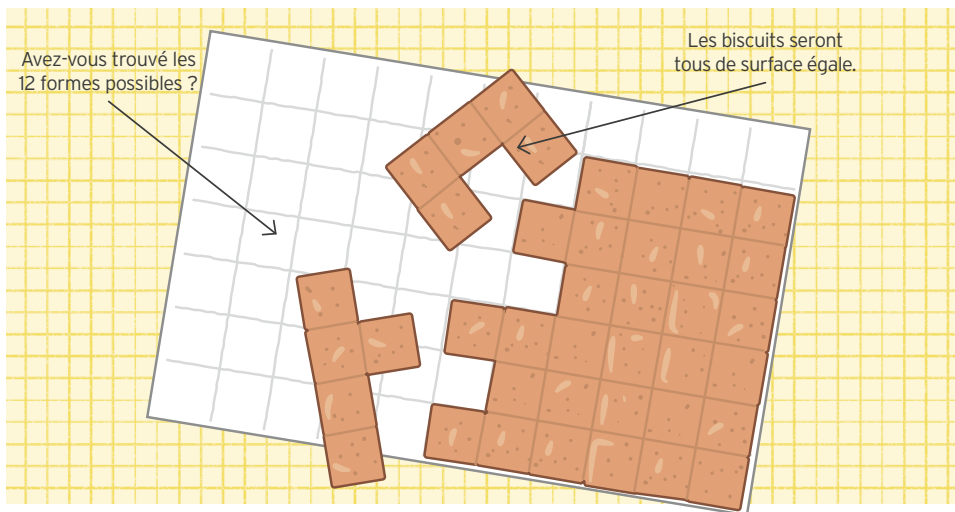 Avez-vous trouvé les
12 formes possibles ?
Les biscuits seront
tous de surface égale.